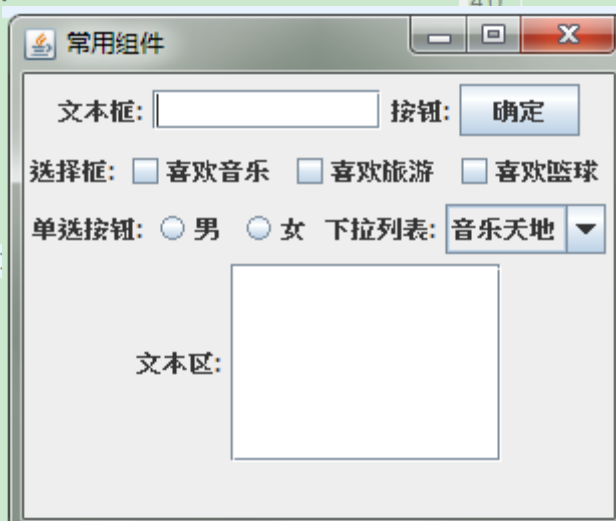 常用组件
文本框: 按钮: 确定
选择框: 喜欢音乐 喜欢旅游 喜欢篮球
单选按钮: 男 女 下拉列表: 音乐天地
文本区: